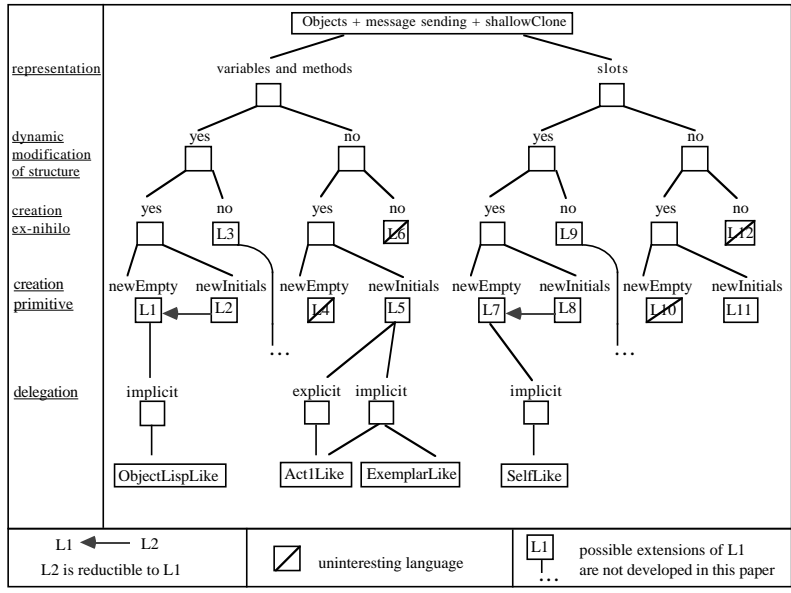 Objects + message sending + shallowClone
representation
variables and methods
slots
dynamic
modification
of structure
yes
no
yes
no
creation
ex-nihilo
yes
no
yes
no
yes
no
yes
no
L3
L6
L9
L12
creation
primitive
newEmpty
newInitials
newEmpty
newInitials
newEmpty
newInitials
newEmpty
newInitials
L1
L2
L4
L5
L7
L8
L10
L11
...
...
delegation
implicit
explicit
implicit
implicit
ObjectLispLike
Act1Like
ExemplarLike
SelfLike
L1
L2
L2 is reductible to L1
uninteresting language
L1
...
possible extensions of L1
are not developed in this paper